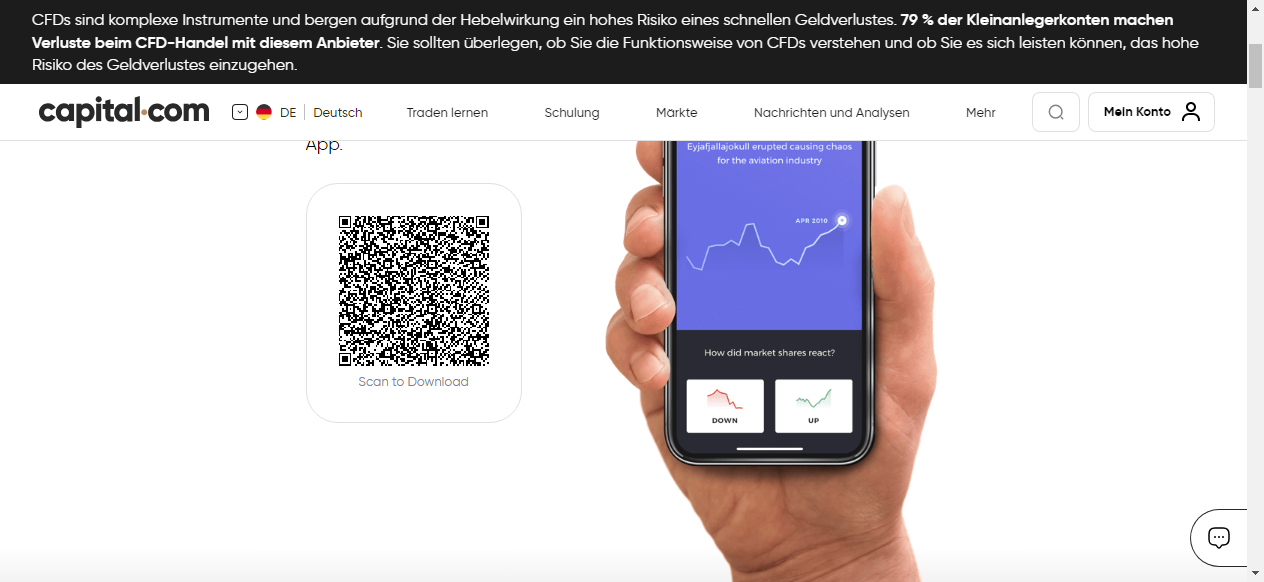 CFDs sind komplexe Instrumente und bergen aufgrund der Hebelwirkung ein hohes Risiko eines schnellen Geldverlustes. 79 % der Kleinanlegerkonten machen
Verluste beim CFD-Handel mit diesem Anbieter. Sie sollten überlegen, ob Sie die Funktionsweise von CFDs verstehen und ob Sie es sich leisten können, das hohe
Risiko des Geldverlustes einzugehen.
capital.com
DE Deutsch
Traden lernen
Schulung
Märkte
Nachrichten und Analysen
Mehr
Mein Konto
App.
Eyjafjallajokull erupted causing chaos
for the aviation industry
APR 2010
Scan to Download
How did market shares react?
DOWN
UP